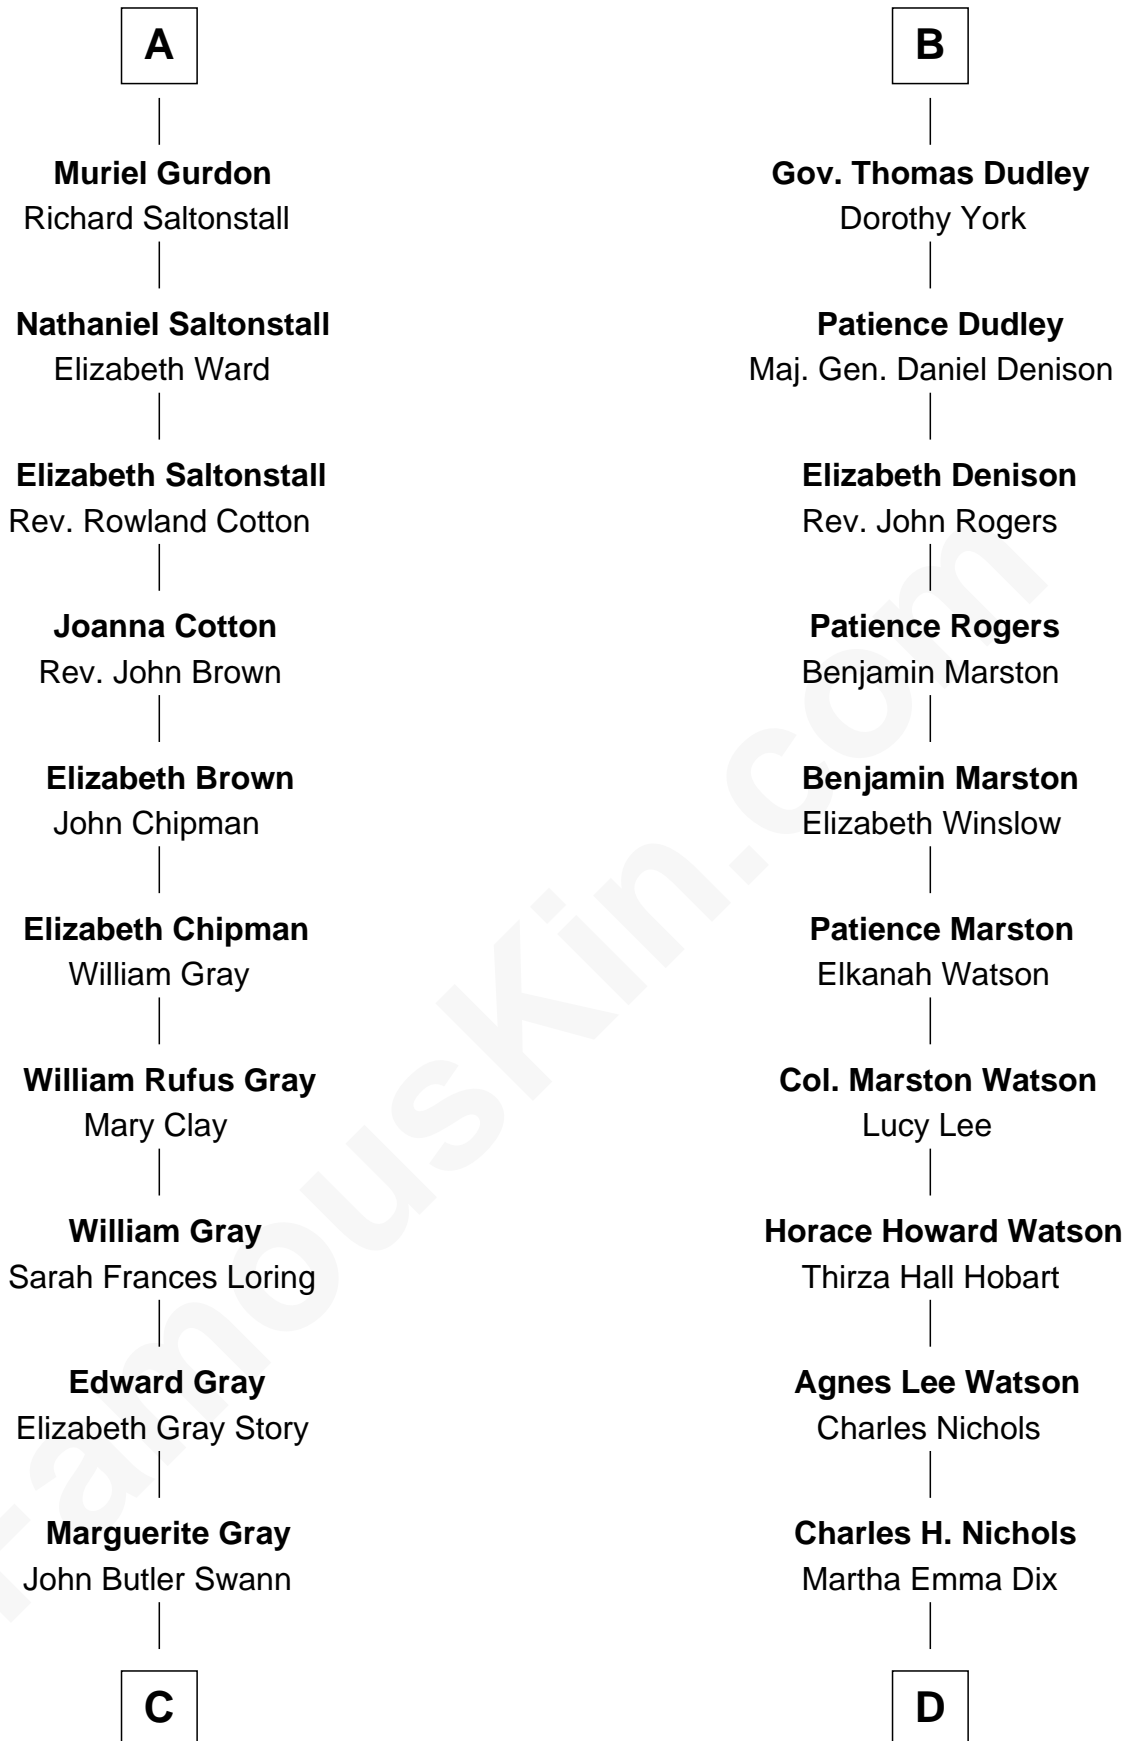 A
Muriel Gurdon
Richard Saltonstall
Nathaniel Saltonstall
Elizabeth Ward
Elizabeth Saltonstall
Rev. Rowland Cotton
Joanna Cotton
Rev. John Brown
Elizabeth Brown
John Chipman
Elizabeth Chipman
William Gray
William Rufus Gray
Mary Clay
William Gray
Sarah Frances Loring
Edward Gray
Elizabeth Gray Story
Marguerite Gray
John Butler Swann
C
B
Gov. Thomas Dudley
Dorothy York
Patience Dudley
Maj. Gen. Daniel Denison
Elizabeth Denison
Rev. John Rogers
Patience Rogers
Benjamin Marston
Benjamin Marston
Elizabeth Winslow
Patience Marston
Elkanah Watson
Col. Marston Watson
Lucy Lee
Horace Howard Watson
Thirza Hall Hobart
Agnes Lee Watson
Charles Nichols
Charles H. Nichols
Martha Emma Dix
D
FamousKin.com